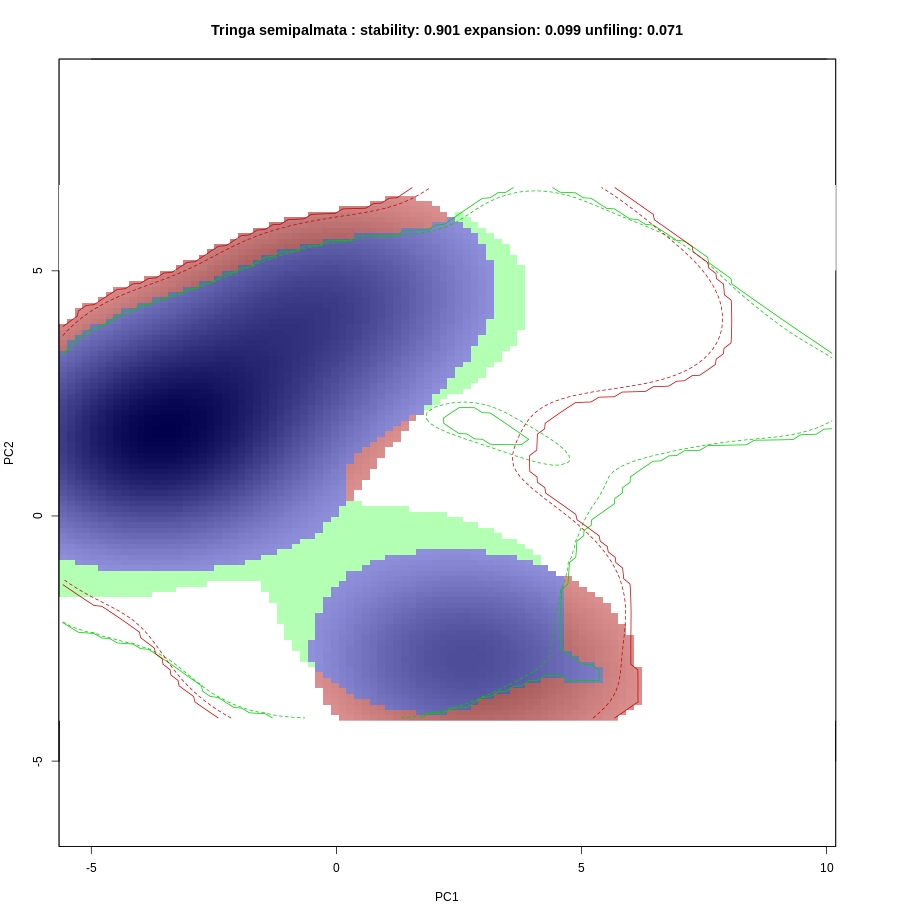 Tringa semipalmata : stability: 0.901 expansion: 0.099 unfiling: 0.071
5
0
-5
PC2
-5 0 5 10
PC1